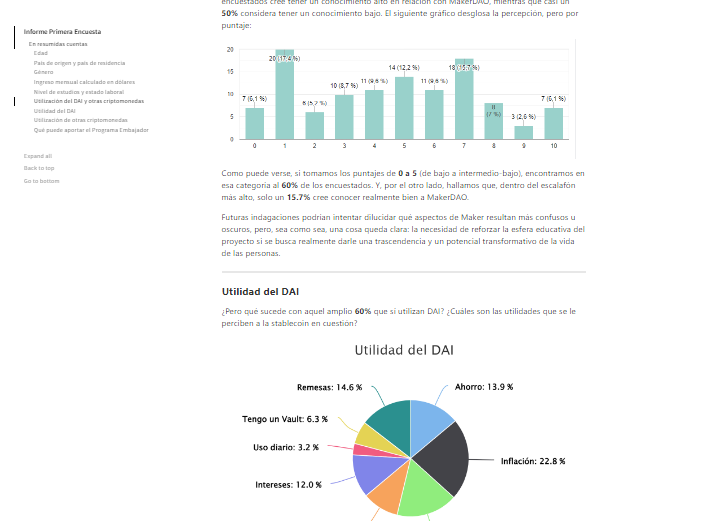 encuestados cree tener un conocimiento alto en relación con MakerDAO, mientras que casi un
50% considera tener un conocimiento bajo. El siguiente gráfico desglosa la percepción, pero por
puntaje:
Informe Primera Encuesta
En resumidas cuentas
Edad
País de origen y país de residencia
Género
Ingreso mensual calculado en dólares
Nivel de estudios y estado laboral
Utilización del DAI y otras criptomonedas
Utilidad del DAI
Utilización de otras criptomonedas
Qué puede aportar el Programa Embajador
Expand all
Back to top
Go to bottom
20
15
10
5
0
7 (6,1 %)
20 (17,4 %)
6 (5,2 %)
10 (8,7 %)
11 (9,6 %)
14 (12,2 %)
11 (9,6 %)
18 (15,7 %)
8
(7 %)
3 (2,6 %)
7 (6,1 %)
0 1 2 3 4 5 6 7 8 9 10
Como puede verse, si tomamos los puntajes de 0 a 5 (de bajo a intermedio-bajo), encontramos en
esa categoría al 60% de los encuestados. Y, por el otro lado, hallamos que, dentro del escalafón
más alto, solo un 15.7% cree conocer realmente bien a MakerDAO.
Futuras indagaciones podrían intentar dilucidar qué aspectos de Maker resultan más confusos u
oscuros, pero, sea como sea, una cosa queda clara: la necesidad de reforzar la esfera educativa del
proyecto si se busca realmente darle una trascendencia y un potencial transformativo de la vida
de las personas.
Utilidad del DAI
¿Pero qué sucede con aquel amplio 60% que sí utilizan DAI? ¿Cuáles son las utilidades que se le
perciben a la stablecoin en cuestión?
Utilidad del DAI
Remesas: 14.6 %
Ahorro: 13.9 %
Tengo un Vault: 6.3 %
Uso diario: 3.2 %
Inflación: 22.8 %
Intereses: 12.0 %